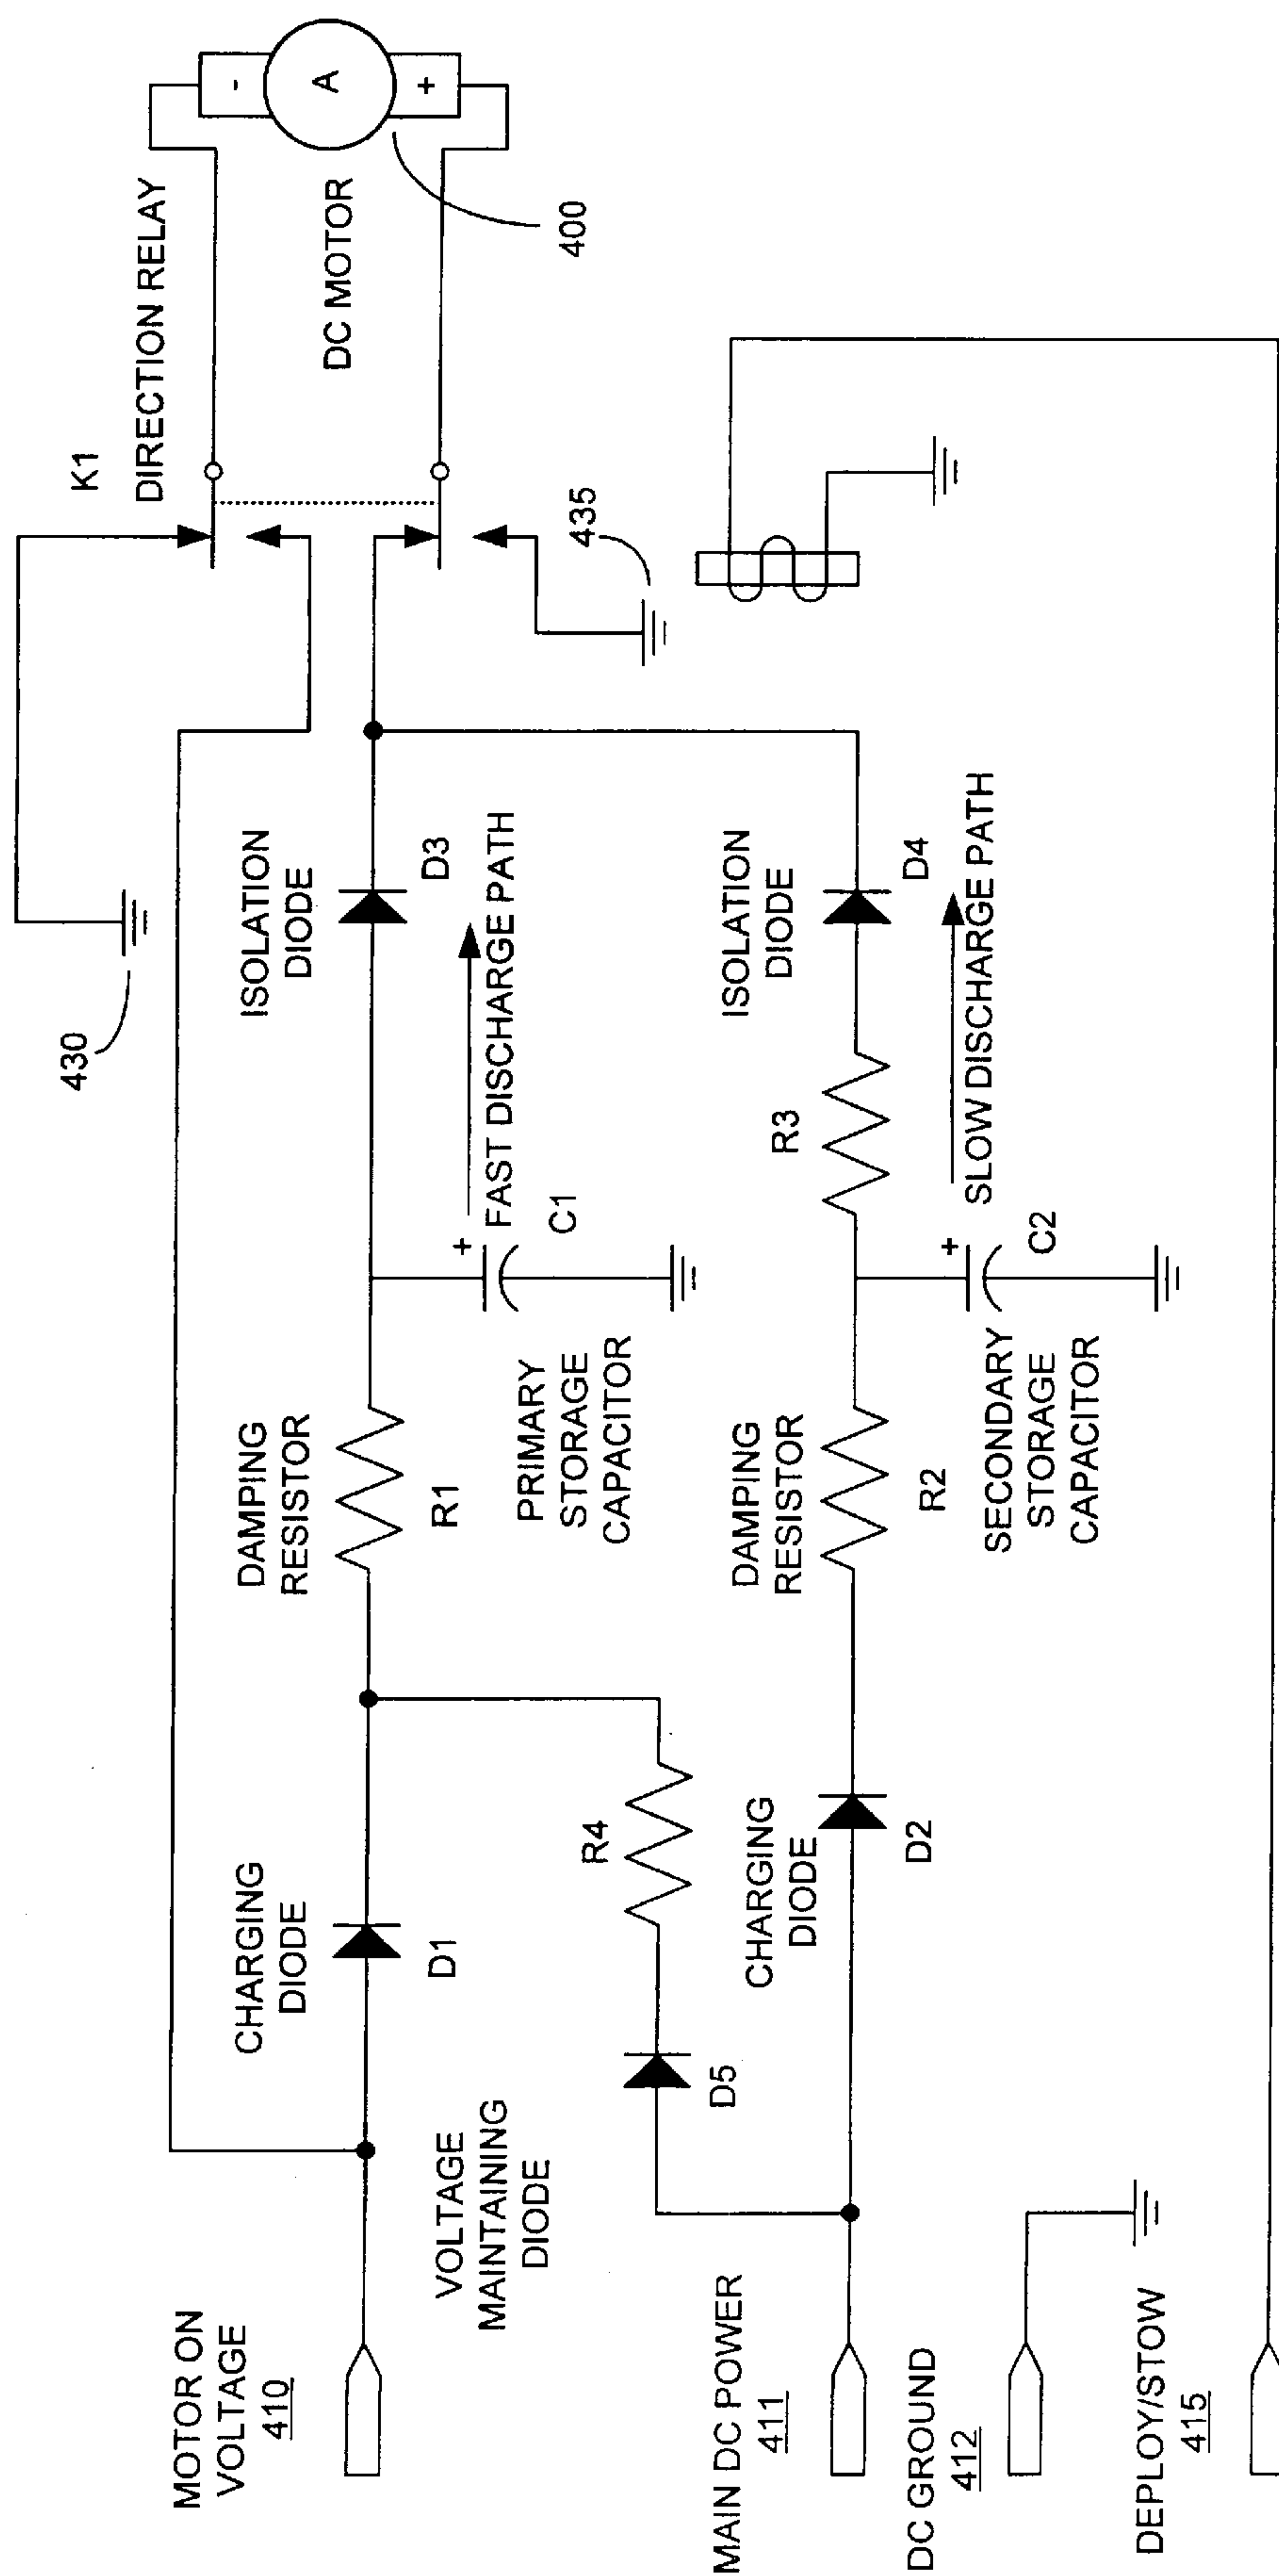 MOTOR ON
VOLTAGE
410
CHARGING
DIODE
D1
DAMPING
RESISTOR
R1
430
ISOLATION
DIODE
D3
K1
DIRECTION RELAY
DC MOTOR
-
A
+
400
435
FAST DISCHARGE PATH
+
C1
PRIMARY
STORAGE
CAPACITOR
VOLTAGE
MAINTAINING
DIODE
D5
R4
MAIN DC POWER
411
CHARGING
DIODE
D2
DAMPING
RESISTOR
R2
R3
ISOLATION
DIODE
D4
SLOW DISCHARGE PATH
+
C2
SECONDARY
STORAGE
CAPACITOR
DC GROUND
412
DEPLOY/STOW
415